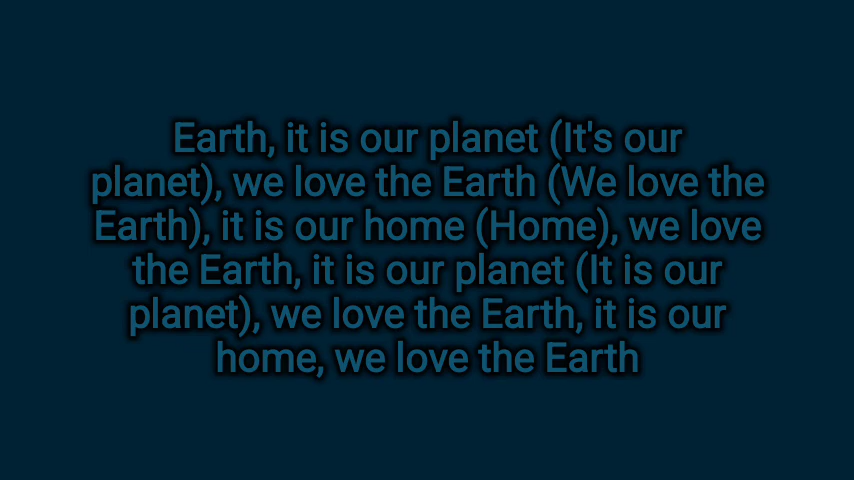 Earth, it is our planet (It's our
planet), we love the Earth (We love the
Earth), it is our home (Home), we love
the Earth, it is our planet (It is our
planet), we love the Earth, it is our
home, we love the Earth